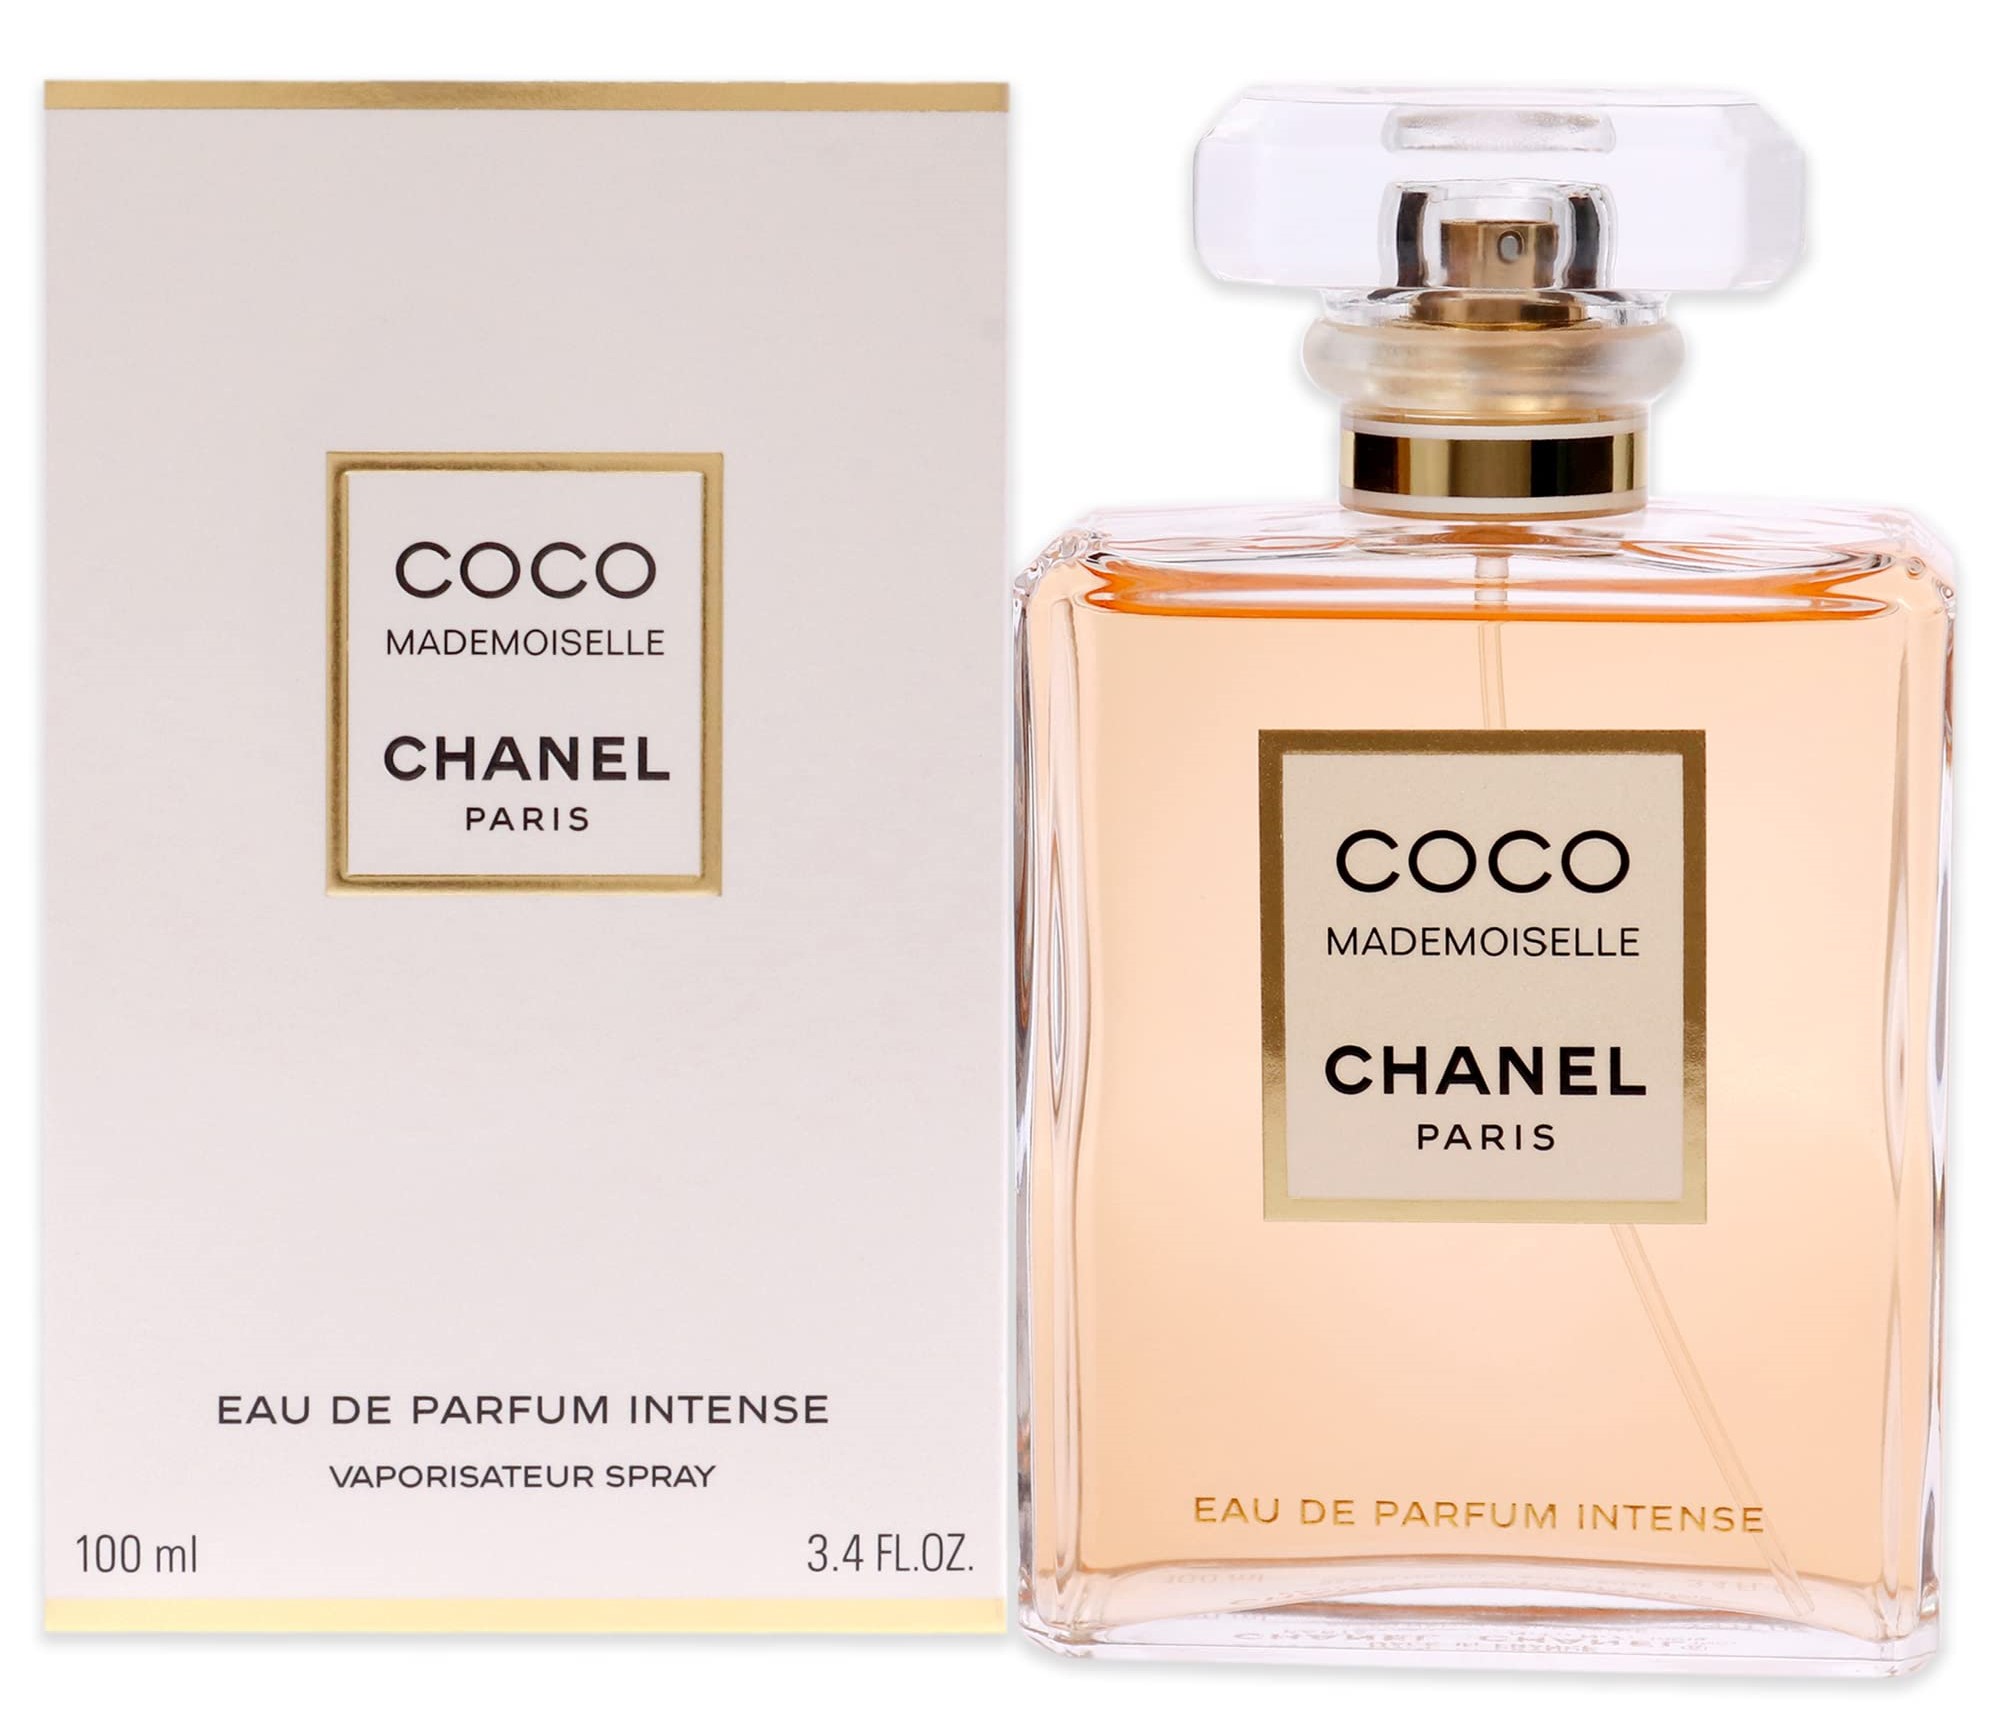 COCO
MADEMOISELLE
CHANEL
PARIS
EAU DE PARFUM INTENSE
VAPORISATEUR SPRAY
100 ml 3.4 FL.OZ.
COCO
MADEMOISELLE
CHANEL
PARIS
EAU DE PARFUM INTENSE